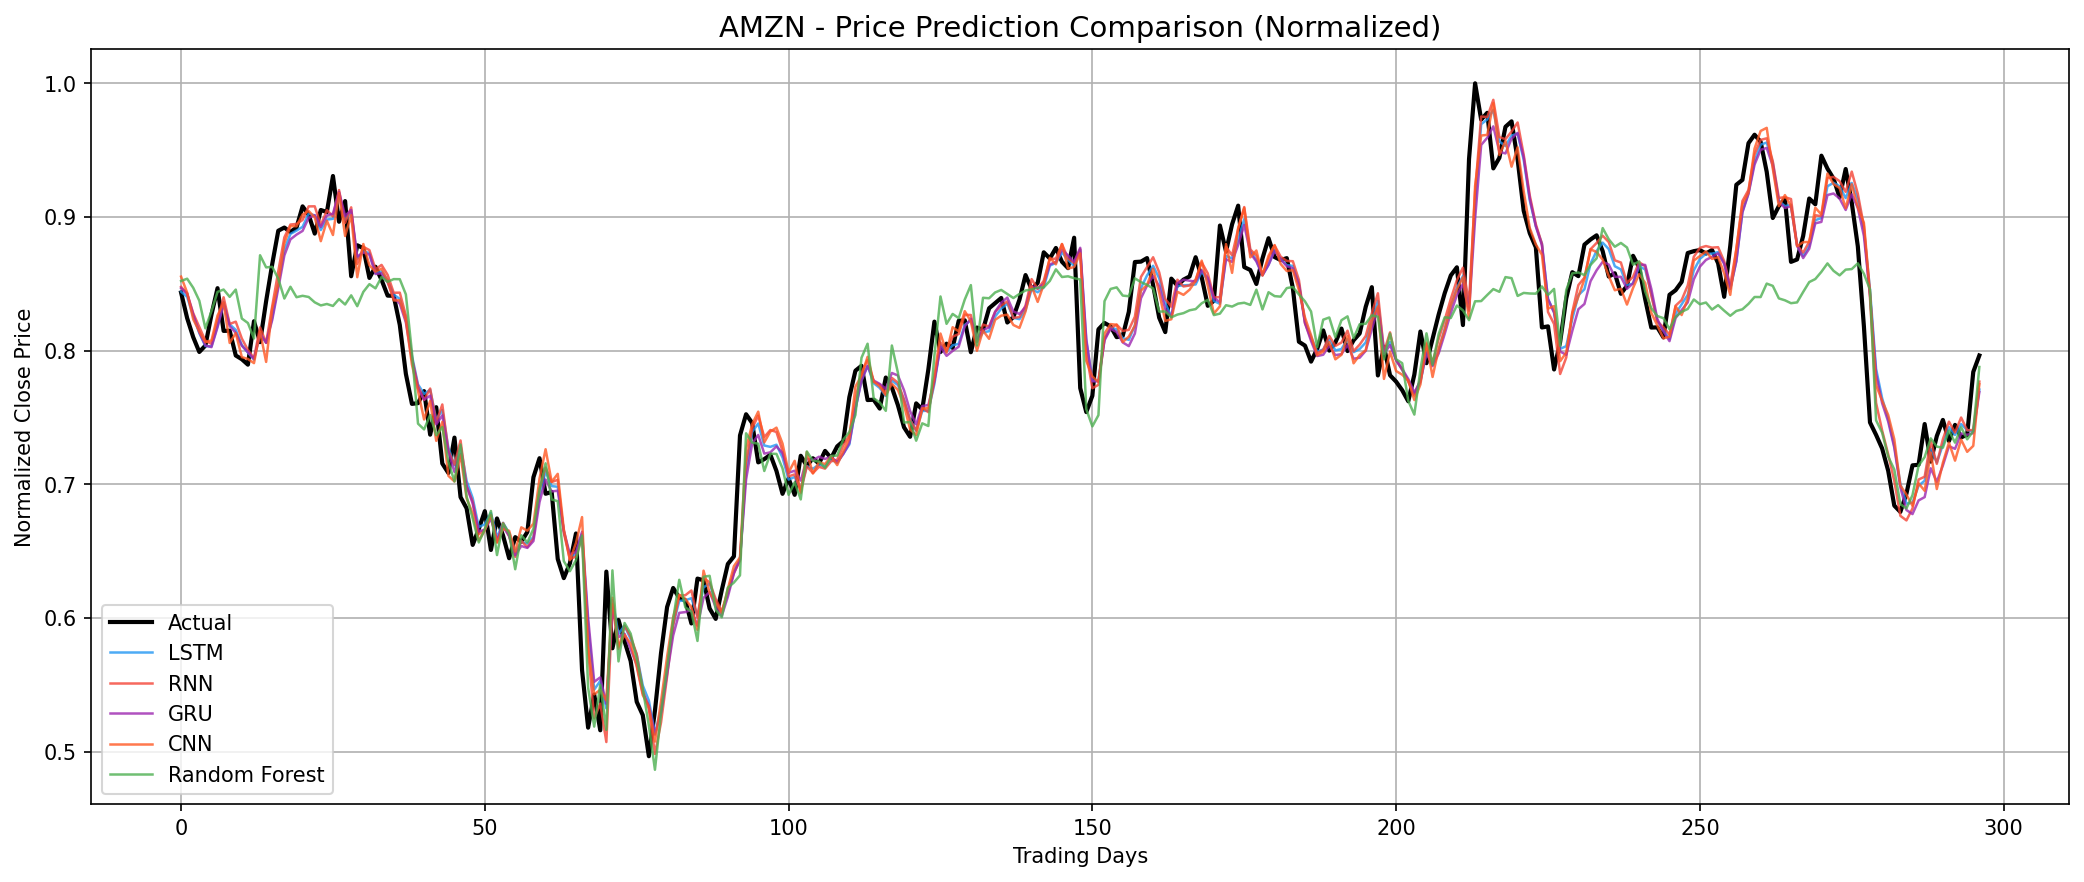 AMZN - Price Prediction Comparison (Normalized)
Normalized Close Price
1.0
0.9
0.8
0.7
0.6
0.5
Actual
LSTM
RNN
GRU
CNN
Random Forest
0 50 100 150 200 250 300
Trading Days